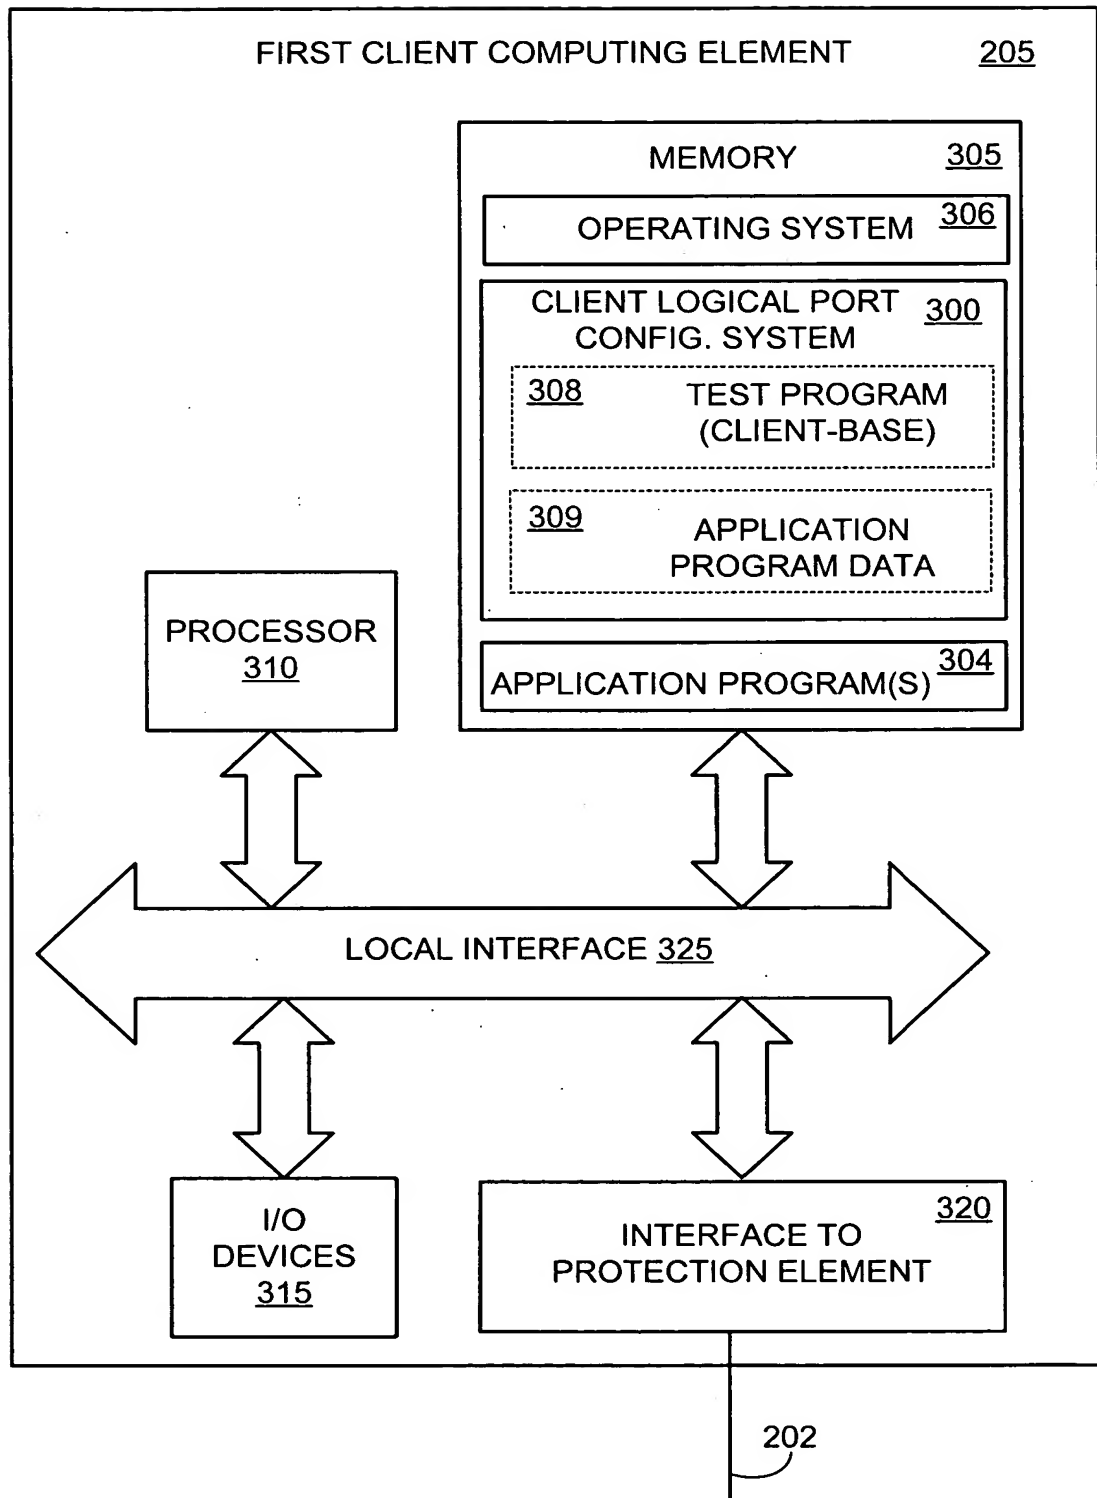 FIRST CLIENT COMPUTING ELEMENT 205
MEMORY 305
OPERATING SYSTEM 306
CLIENT LOGICAL PORT 300
CONFIG. SYSTEM
308 TEST PROGRAM
(CLIENT-BASE)
309 APPLICATION
PROGRAM DATA
PROCESSOR
310
APPLICATION PROGRAM(S) 304
LOCAL INTERFACE 325
I/O
DEVICES
315
INTERFACE TO 320
PROTECTION ELEMENT
202